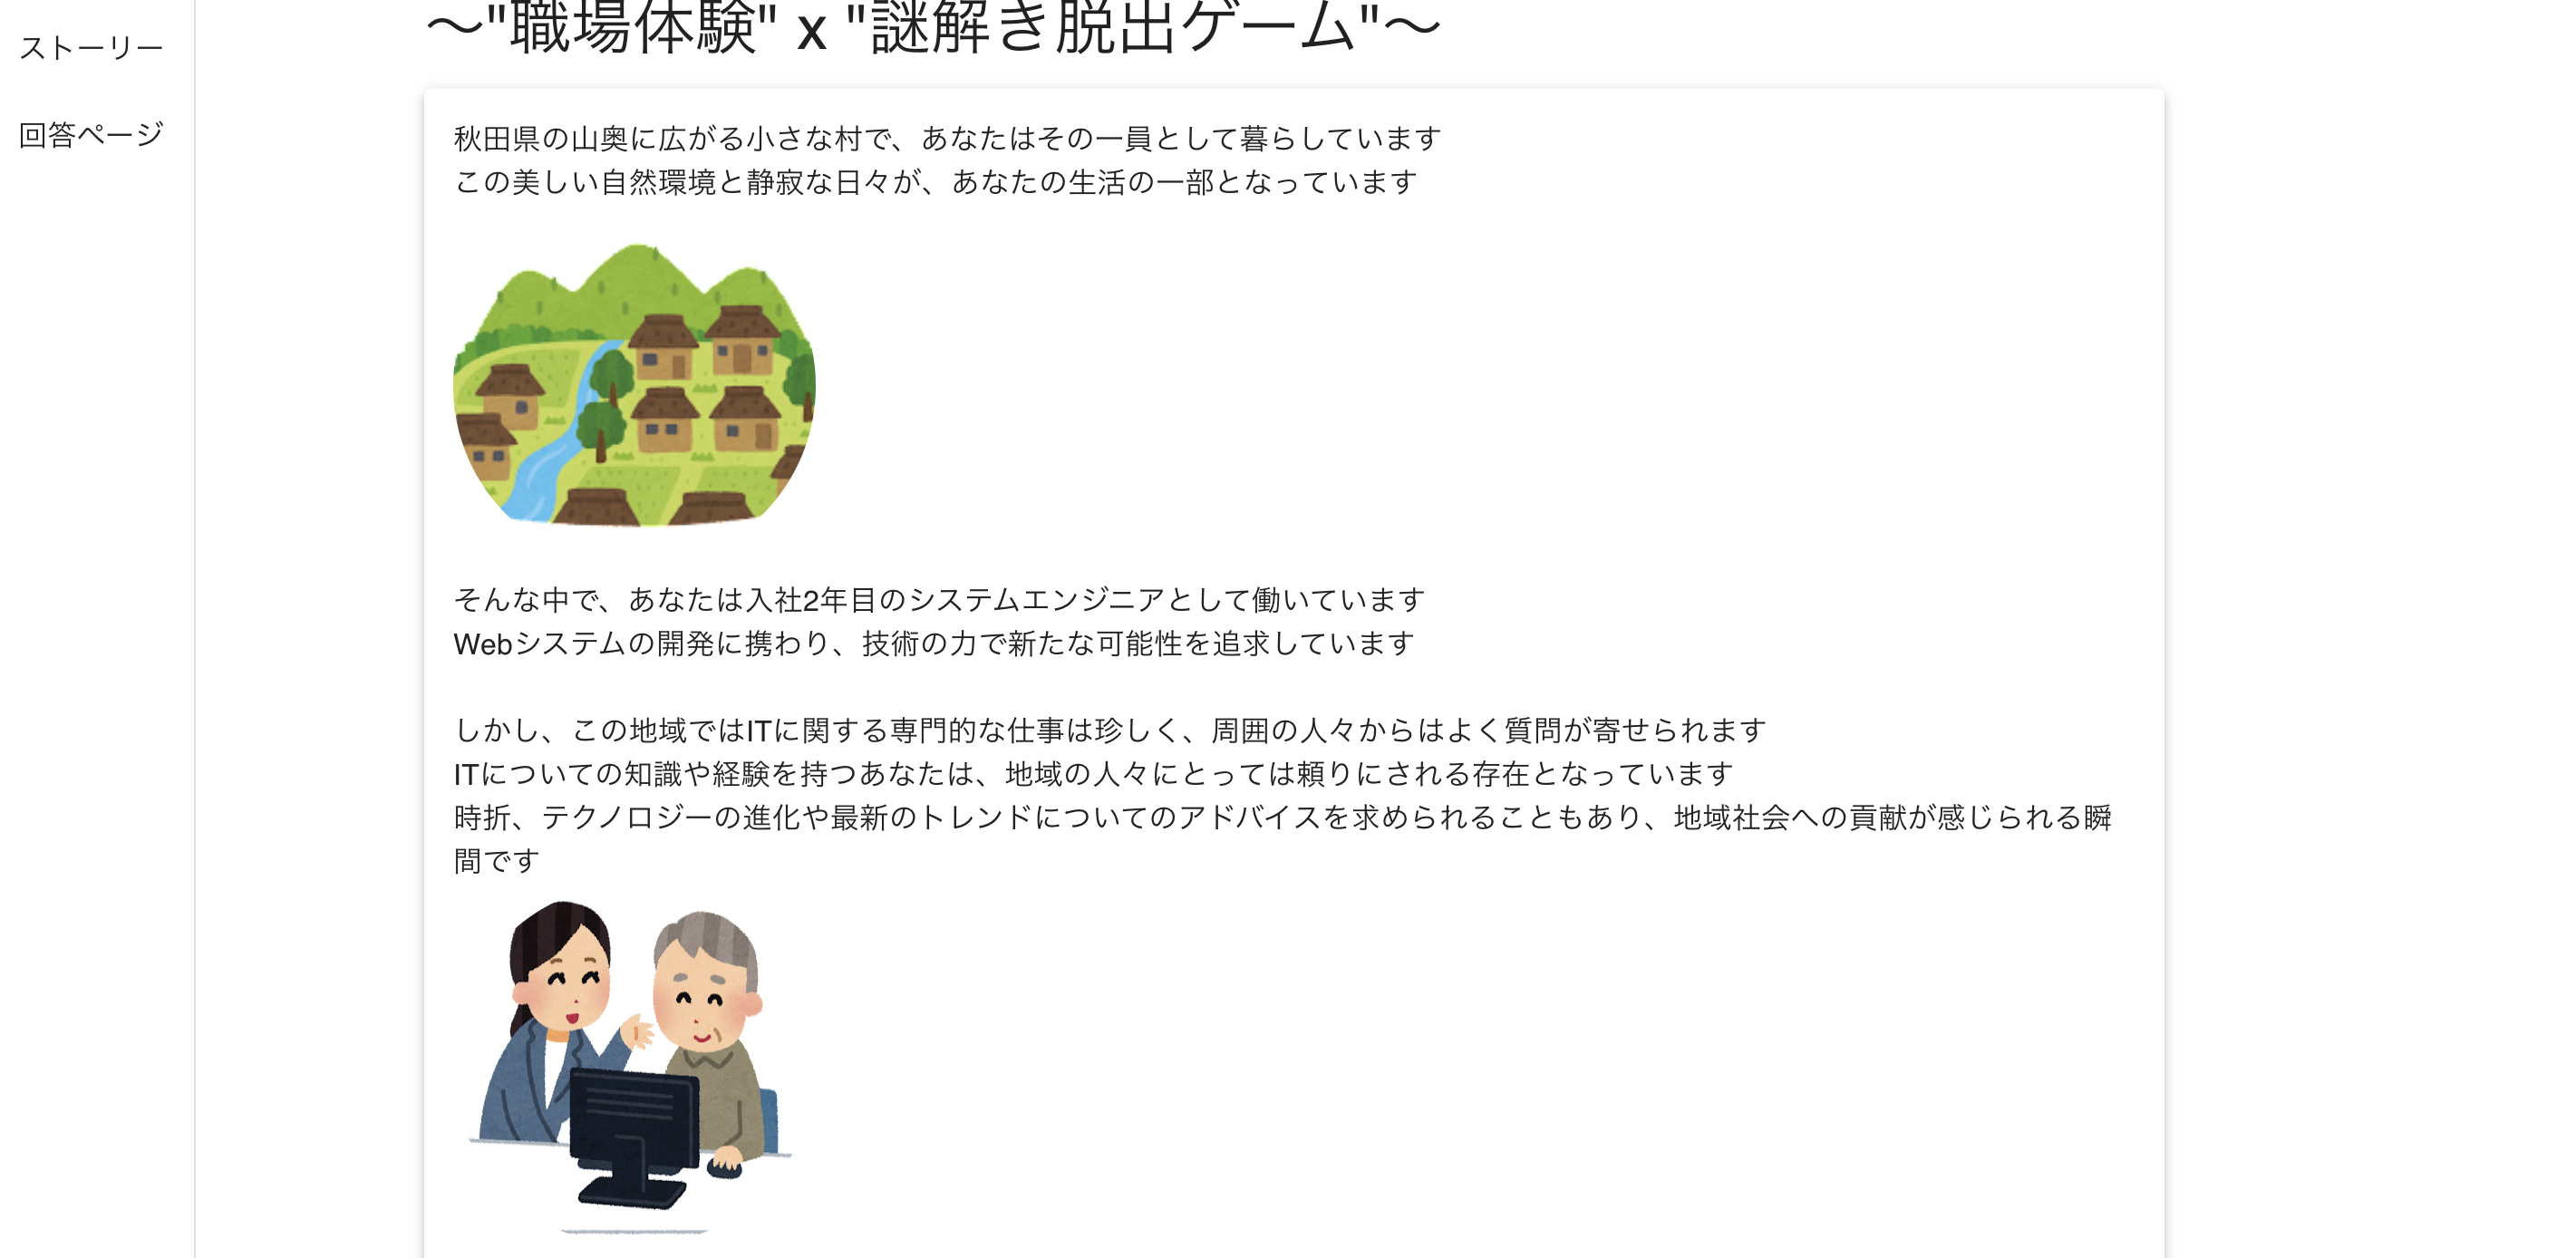 ストーリー
回答ページ
〜"職場体験" x "謎解き脱出ゲーム"〜
秋田県の山奥に広がる小さな村で、あなたはその一員として暮らしています
この美しい自然環境と静寂な日々が、あなたの生活の一部となっています
そんな中で、あなたは入社2年目のシステムエンジニアとして働いています
Webシステムの開発に携わり、技術の力で新たな可能性を追求しています
しかし、この地域ではITに関する専門的な仕事は珍しく、周囲の人々からはよく質問が寄せられます
ITについての知識や経験を持つあなたは、地域の人々にとっては頼りにされる存在となっています
時折、テクノロジーの進化や最新のトレンドについてのアドバイスを求められることもあり、地域社会への貢献が感じられる瞬
間です